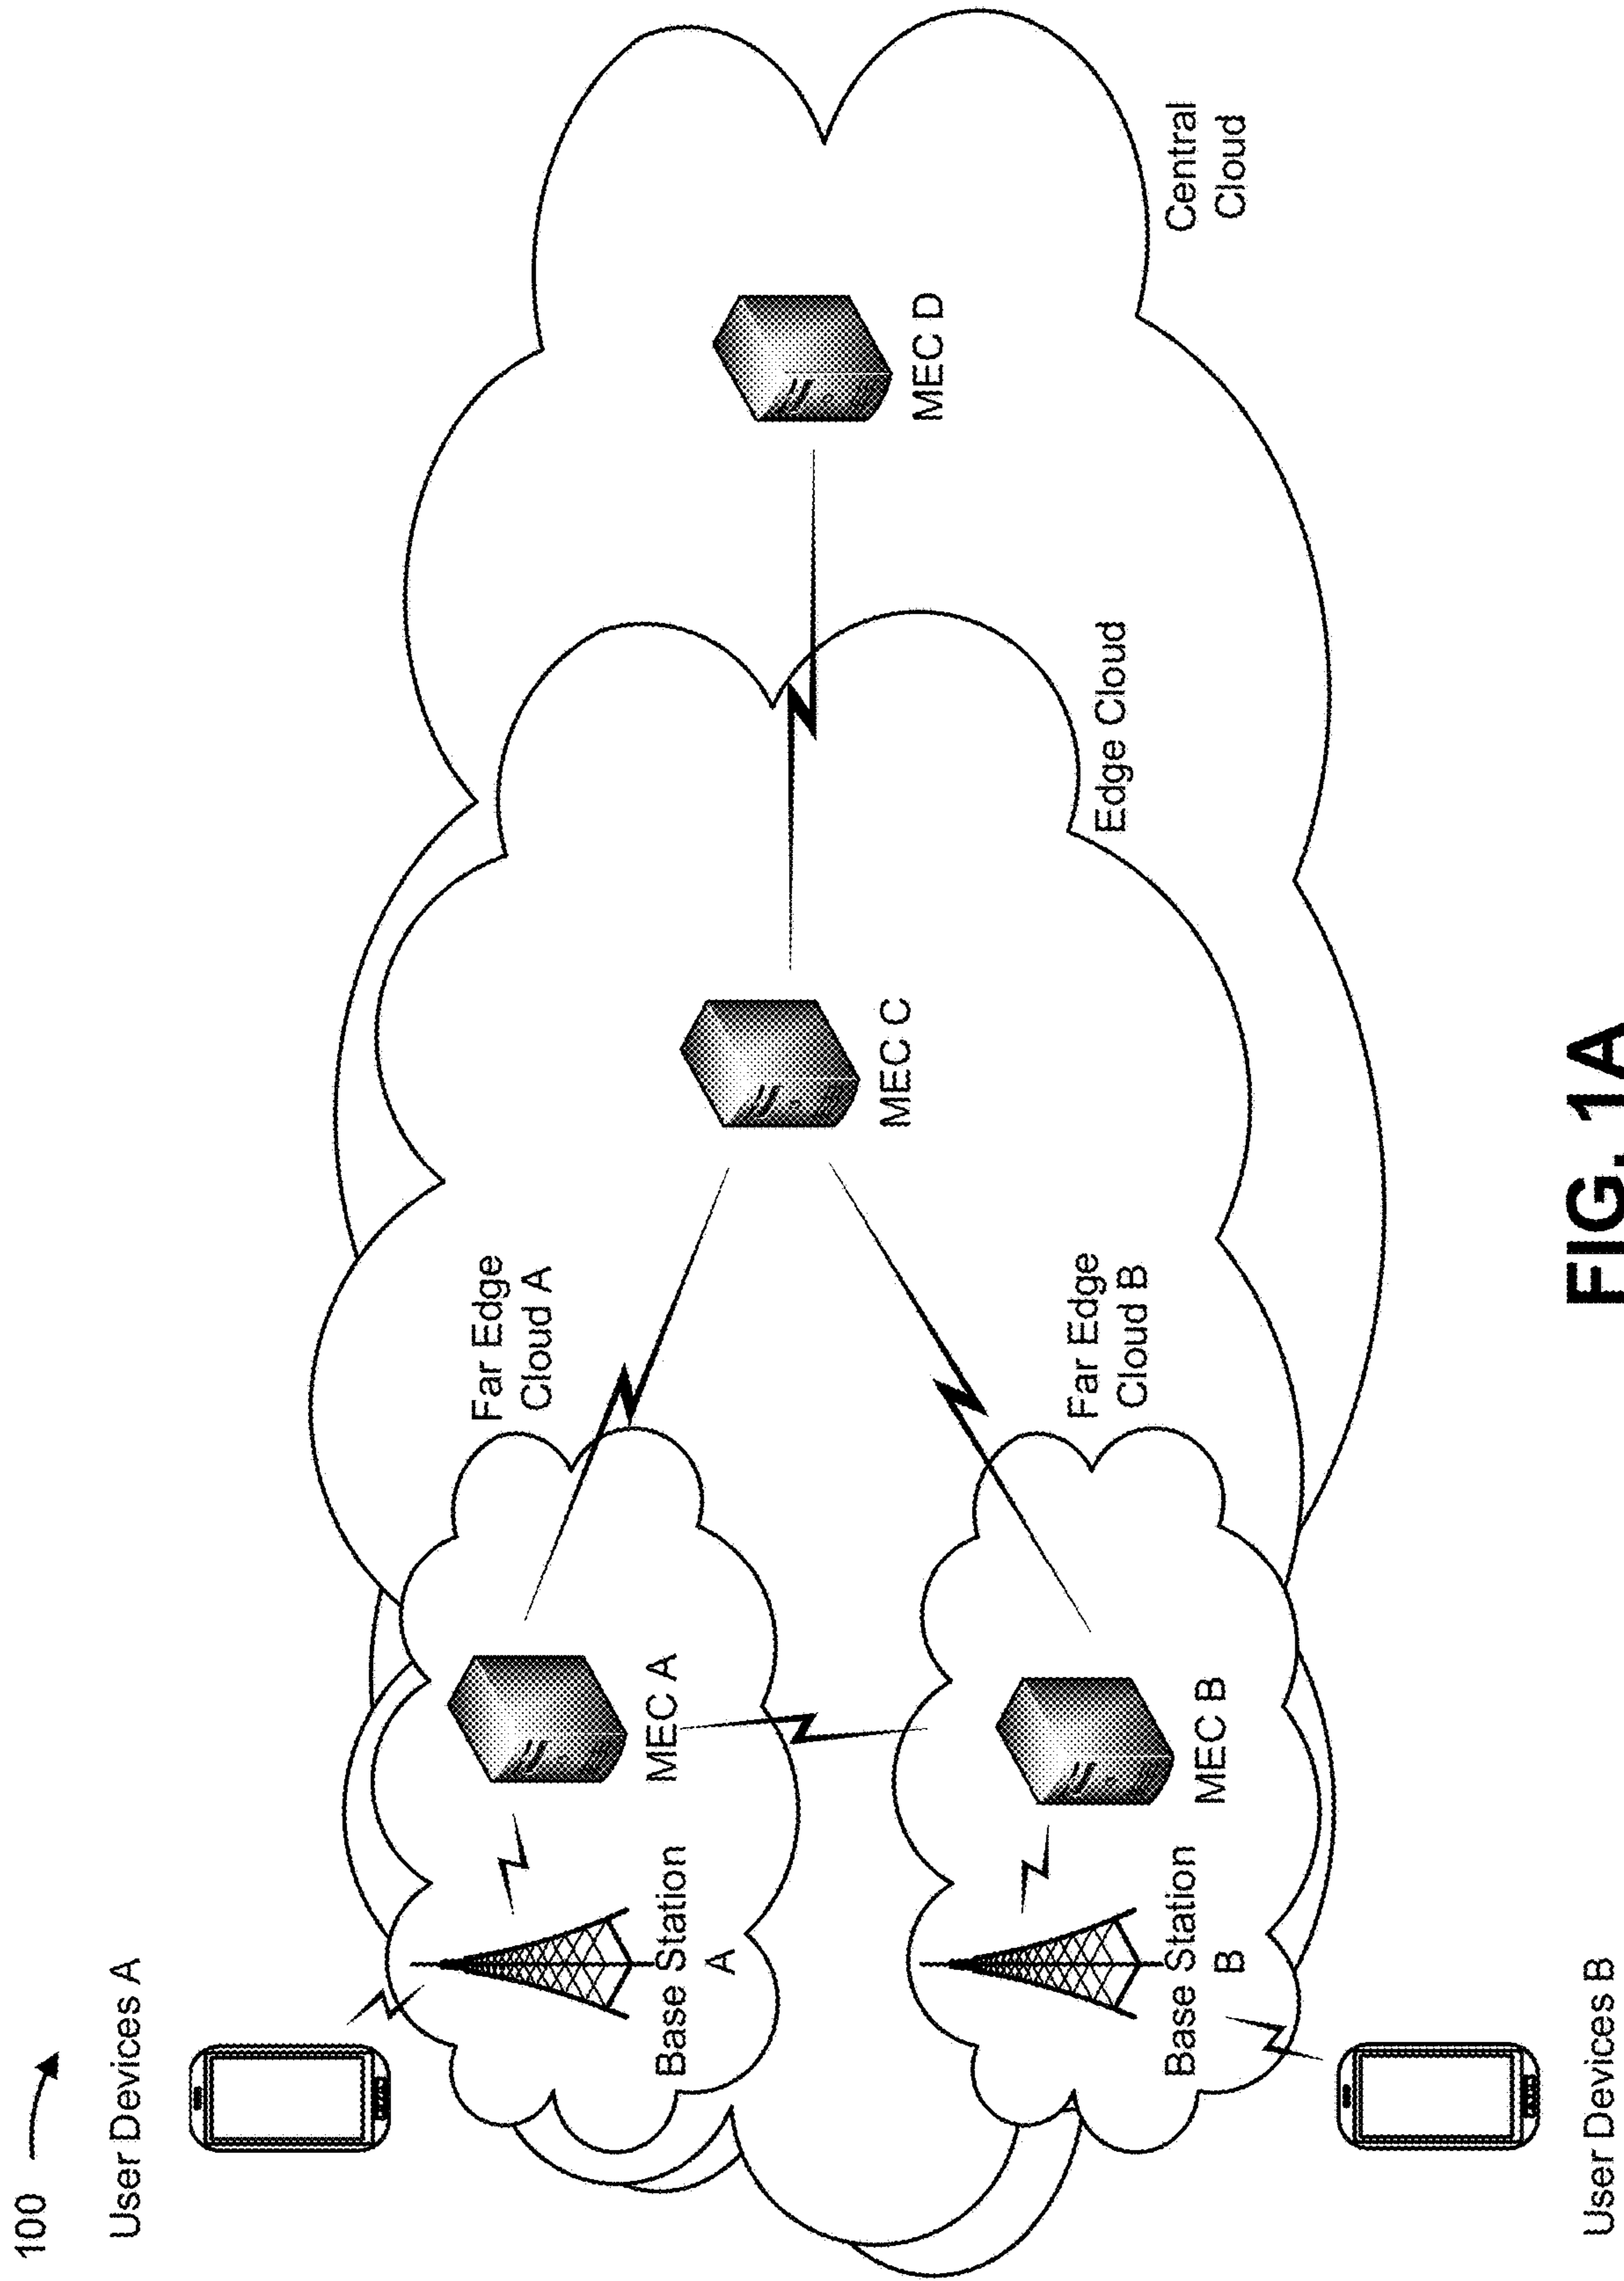 100
User Devices A
Base Station
A
MEC A
Far Edge
Cloud A
MEC C
Edge Cloud
MEC D
Central
Cloud
Far Edge
Cloud B
MEC B
Base Station
B
User Devices B
FIG. 1A